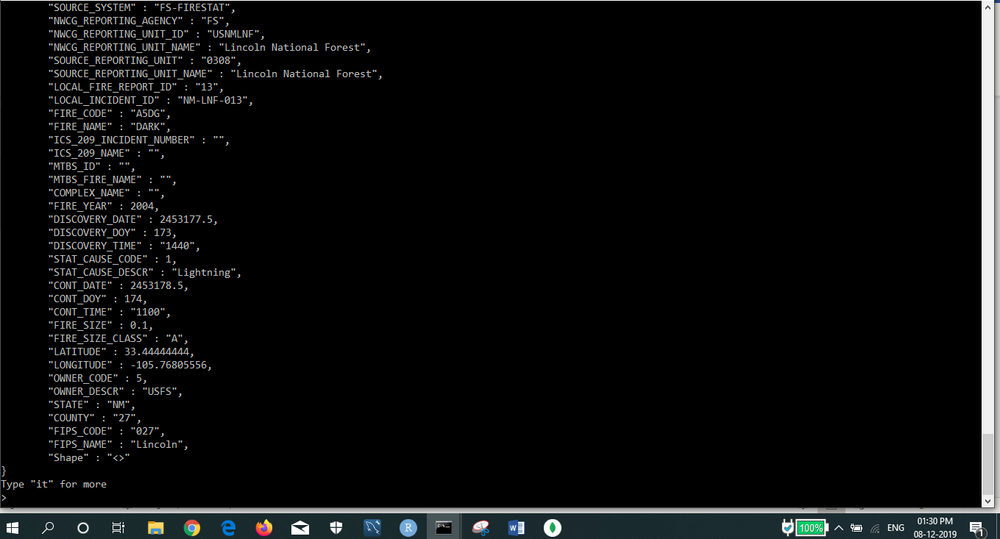 "SOURCE_SYSTEM" : "FS-FIRESTAT",
"NWCG_REPORTING_AGENCY" : "FS",
"NWCG_REPORTING_UNIT_ID" : "USNMLNF",
"NWCG_REPORTING_UNIT_NAME" : "Lincoln National Forest",
"SOURCE_REPORTING_UNIT" : "0308",
"SOURCE_REPORTING_UNIT_NAME" : "Lincoln National Forest",
"LOCAL_FIRE_REPORT_ID" : "13",
"LOCAL_INCIDENT_ID" : "NM-LNF-013",
"FIRE_CODE" : "A5DG",
"FIRE_NAME" : "DARK",
"ICS_209_INCIDENT_NUMBER" : "",
"ICS_209_NAME" : "",
"MTBS_ID" : "",
"MTBS_FIRE_NAME" : "",
"COMPLEX_NAME" : "",
"FIRE_YEAR" : 2004,
"DISCOVERY_DATE" : 2453177.5,
"DISCOVERY_DOY" : 173,
"DISCOVERY_TIME" : "1440",
"STAT_CAUSE_CODE" : 1,
"STAT_CAUSE_DESCR" : "Lightning",
"CONT_DATE" : 2453178.5,
"CONT_DOY" : 174,
"CONT_TIME" : "1100",
"FIRE_SIZE" : 0.1,
"FIRE_SIZE_CLASS" : "A",
"LATITUDE" : 33.44444444,
"LONGITUDE" : -105.76805556,
"OWNER_CODE" : 5,
"OWNER_DESCR" : "USFS",
"STATE" : "NM",
"COUNTY" : "27",
"FIPS_CODE" : "027",
"FIPS_NAME" : "Lincoln",
"Shape" : "<>"
}
Type "it" for more
>
100%
ENG
01:30 PM
08-12-2019
1